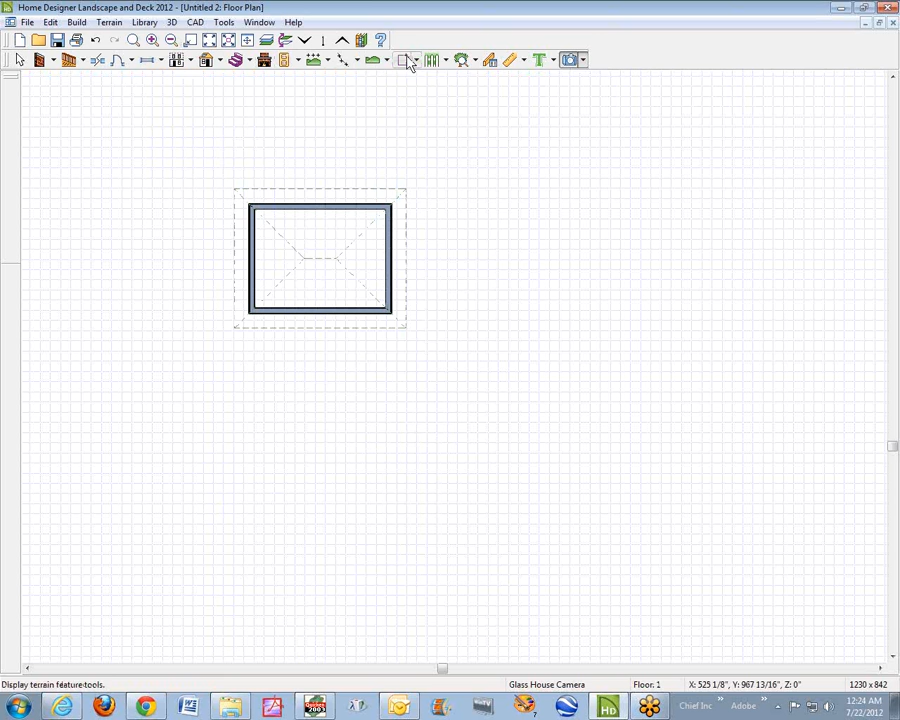 Home Designer Landscape and Deck 2012 - [Untitled 2: Floor Plan]
File Edit Build Terrain Library 3D CAD Tools Window Help
Display terrain feature tools.
Glass House Camera
Floor: 1
X: 525 1/8", Y: 967 13/16", Z: 0"
1230 x 842
Chief Inc
Adobe
12:24 AM
7/22/2012